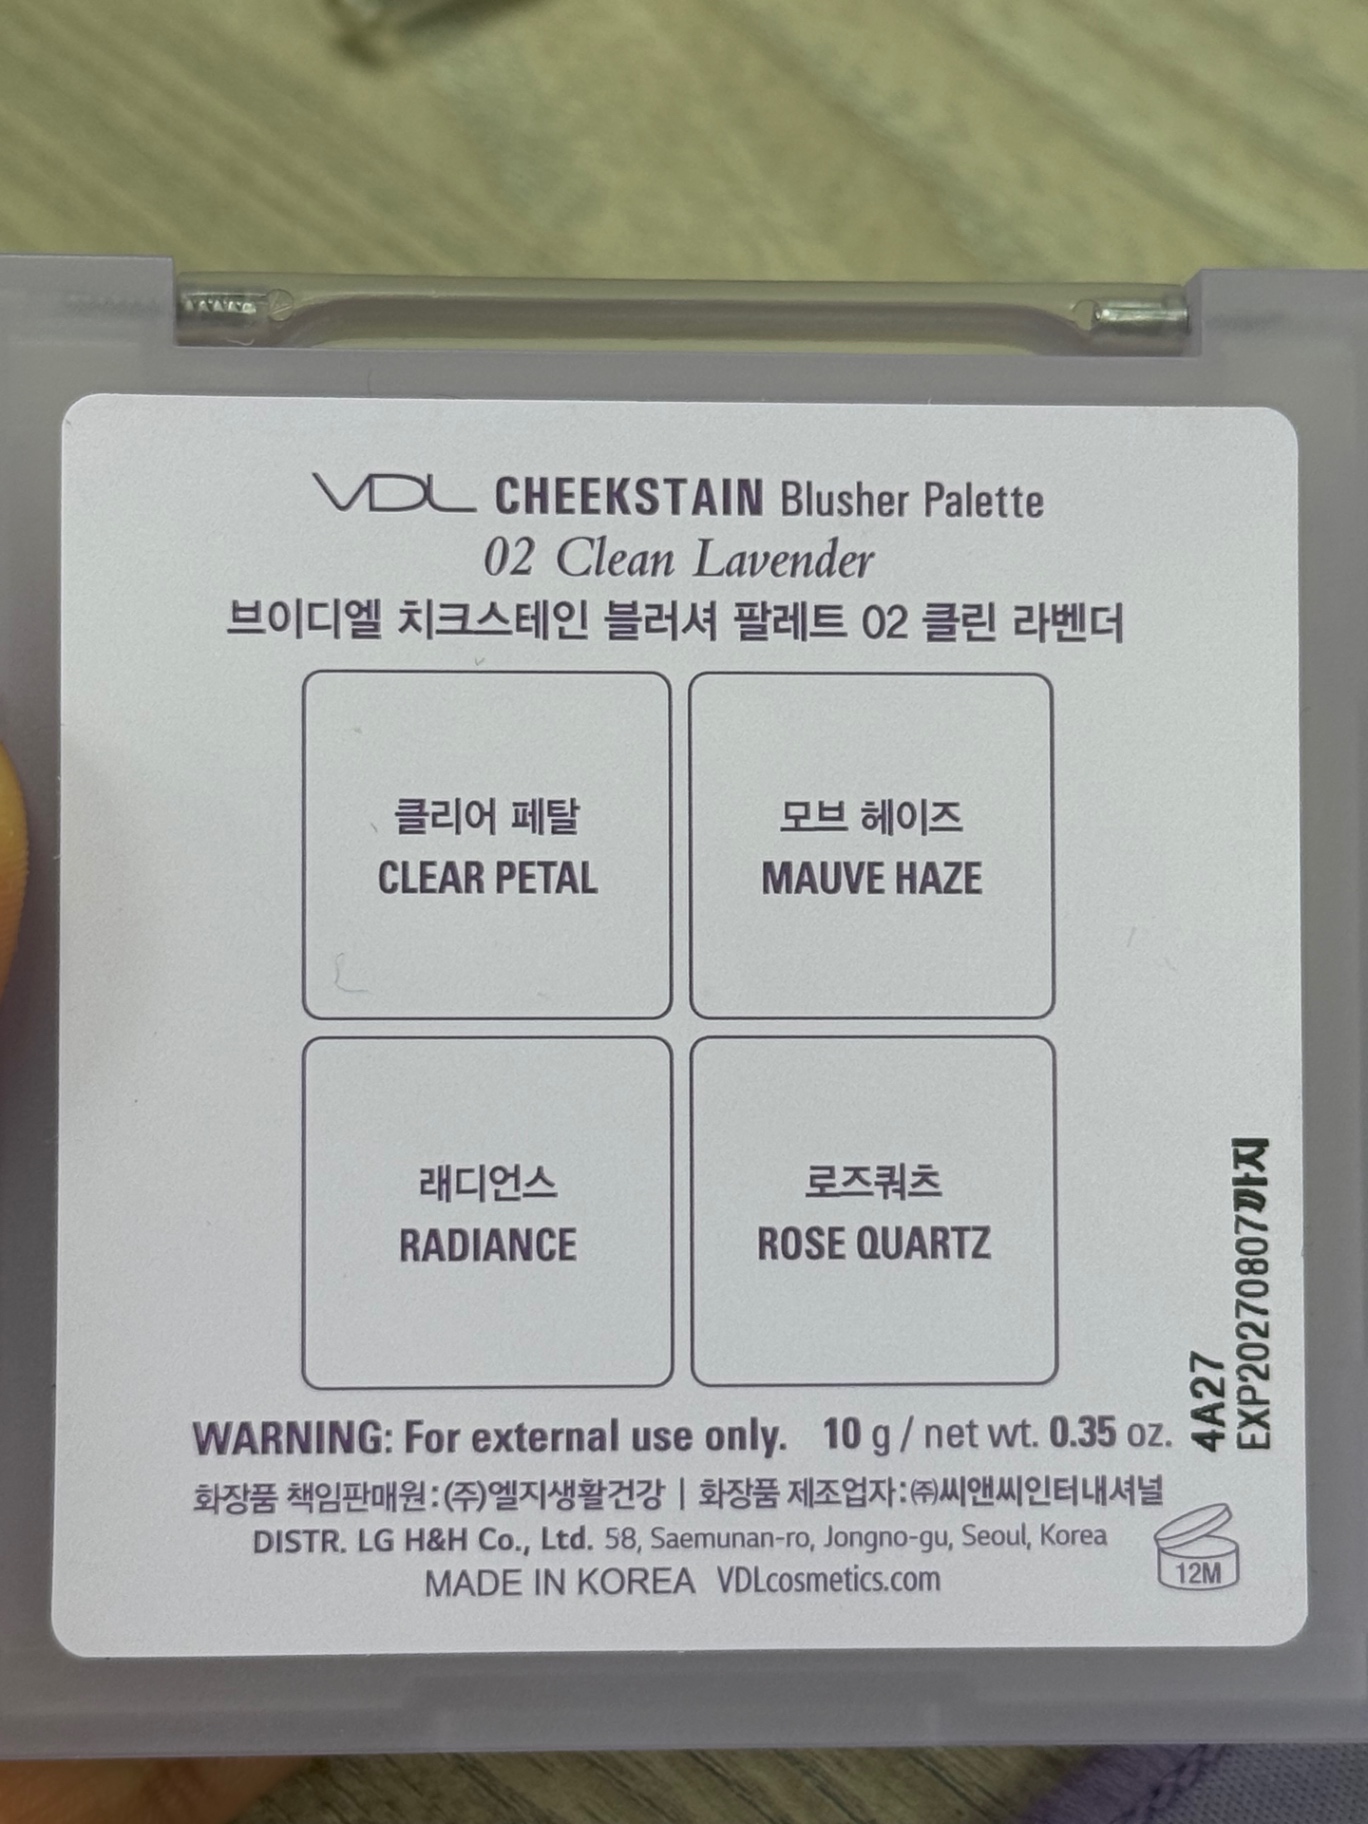 VDL CHEEKSTAIN Blusher Palette
02 Clean Lavender
브이디엘 치크스테인 블러셔 팔레트 02 클린 라벤더
클리어 페탈
CLEAR PETAL
모브 헤이즈
MAUVE HAZE
래디언스
RADIANCE
로즈쿼츠
ROSE QUARTZ
4A27
EXP20270807까지
WARNING: For external use only. 10 g / net wt. 0.35 oz.
화장품 책임판매원:(주)엘지생활건강 | 화장품 제조업자:㈜씨앤씨인터내셔널
DISTR. LG H&H Co., Ltd. 58, Saemunan-ro, Jongno-gu, Seoul, Korea
MADE IN KOREA VDLcosmetics.com
12M